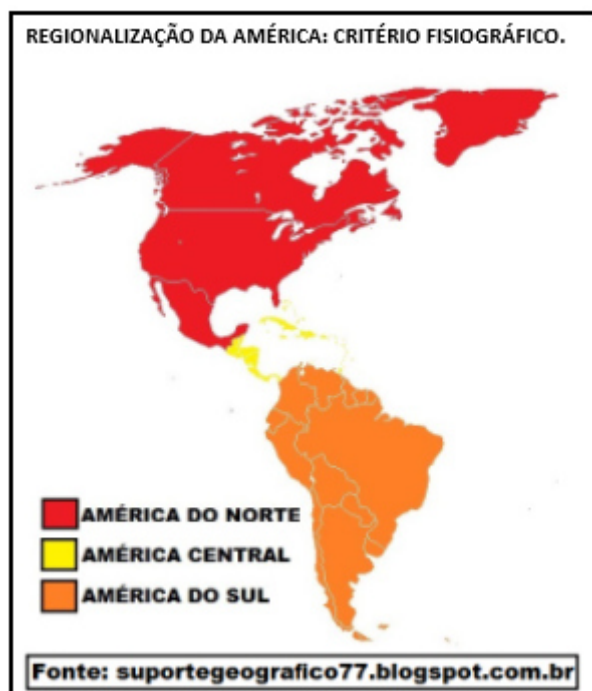 REGIONALIZAÇÃO DA AMÉRICA: CRITÉRIO FISIOGRÁFICO.
AMÉRICA DO NORTE
AMÉRICA CENTRAL
AMÉRICA DO SUL
Fonte: suportegeografico77.blogspot.com.br